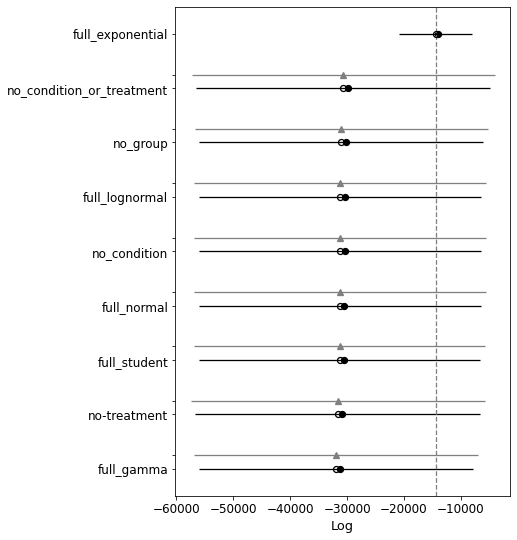 full_exponential
no_condition_or_treatment
no_group
full_lognormal
no_condition
full_normal
full_student
no-treatment
full_gamma
−60000 −50000 −40000 −30000 −20000 −10000
Log